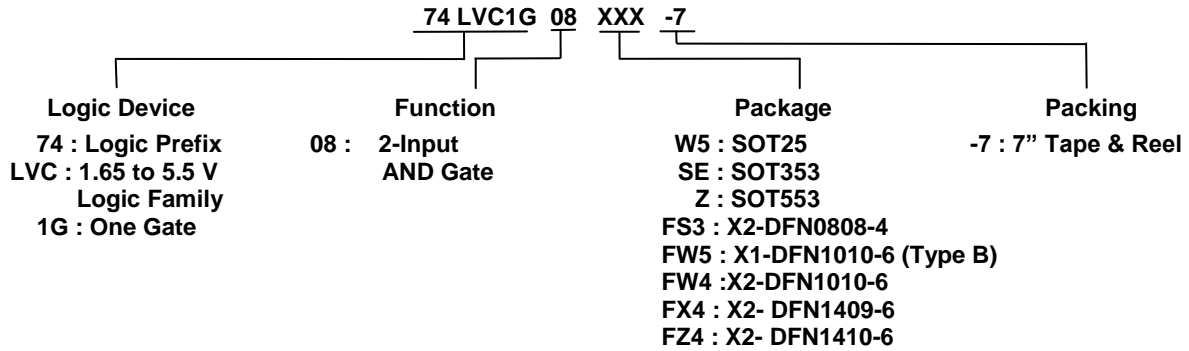 74 LVC1G 08 XXX -7
Logic Device
74 : Logic Prefix
LVC : 1.65 to 5.5 V
Logic Family
1G : One Gate
Function
08 : 2-Input
AND Gate
Package
W5 : SOT25
SE : SOT353
Z : SOT553
FS3 : X2-DFN0808-4
FW5 : X1-DFN1010-6 (Type B)
FW4 :X2-DFN1010-6
FX4 : X2- DFN1409-6
FZ4 : X2- DFN1410-6
Packing
-7 : 7” Tape & Reel